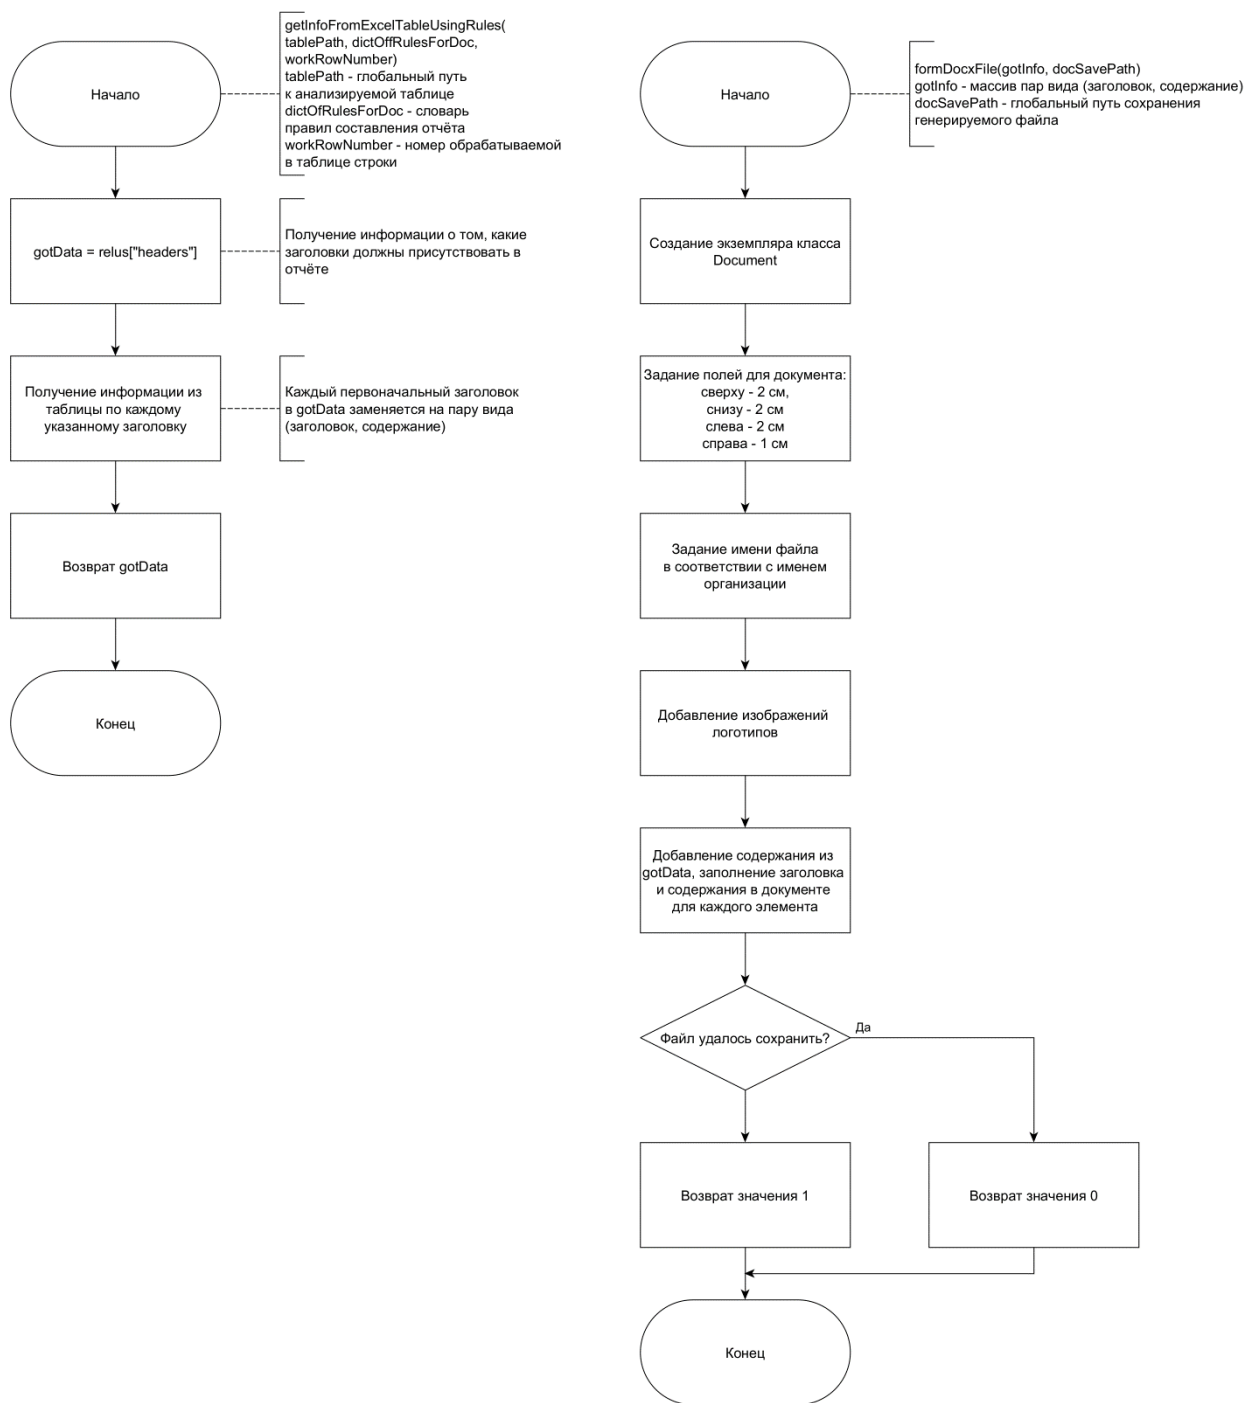 Начало
getInfoFromExcelTableUsingRules(
tablePath, dictOffRulesForDoc,
workRowNumber)
tablePath - глобальный путь
к анализируемой таблице
dictOfRulesForDoc - словарь
правил составления отчёта
workRowNumber - номер обрабатываемой
в таблице строки
gotData = relus["headers"]
Получение информации о том, какие
заголовки должны присутствовать в
отчёте
Получение информации из
таблицы по каждому
указанному заголовку
Каждый первоначальный заголовок
в gotData заменяется на пару вида
(заголовок, содержание)
Возврат gotData
Конец
Начало
formDocxFile(gotInfo, docSavePath)
gotInfo - массив пар вида (заголовок, содержание)
docSavePath - глобальный путь сохранения
генерируемого файла
Создание экземпляра класса
Document
Задание полей для документа:
сверху - 2 см,
снизу - 2 см
слева - 2 см
справа - 1 см
Задание имени файла
в соответствии с именем
организации
Добавление изображений
логотипов
Добавление содержания из
gotData, заполнение заголовка
и содержания в документе
для каждого элемента
Файл удалось сохранить?
Да
Возврат значения 1
Возврат значения 0
Конец